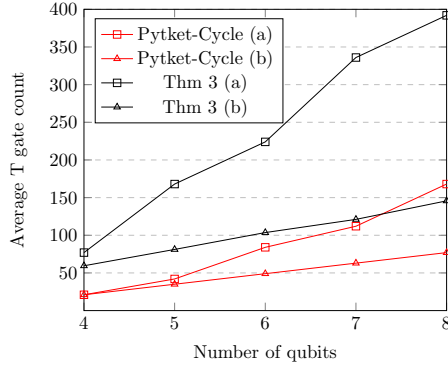 400
350
300
250
200
150
100
50
Average T gate count
Pytket-Cycle (a)
Pytket-Cycle (b)
Thm 3 (a)
Thm 3 (b)
4 5 6 7 8
Number of qubits